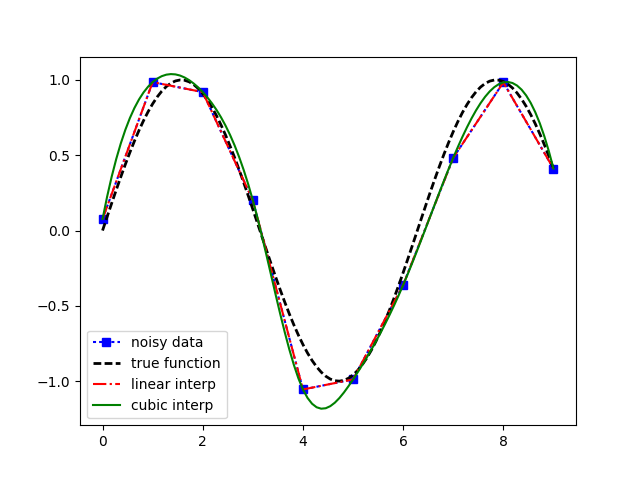 1.0
0.5
0.0
−0.5
−1.0
noisy data
true function
linear interp
cubic interp
0 2 4 6 8